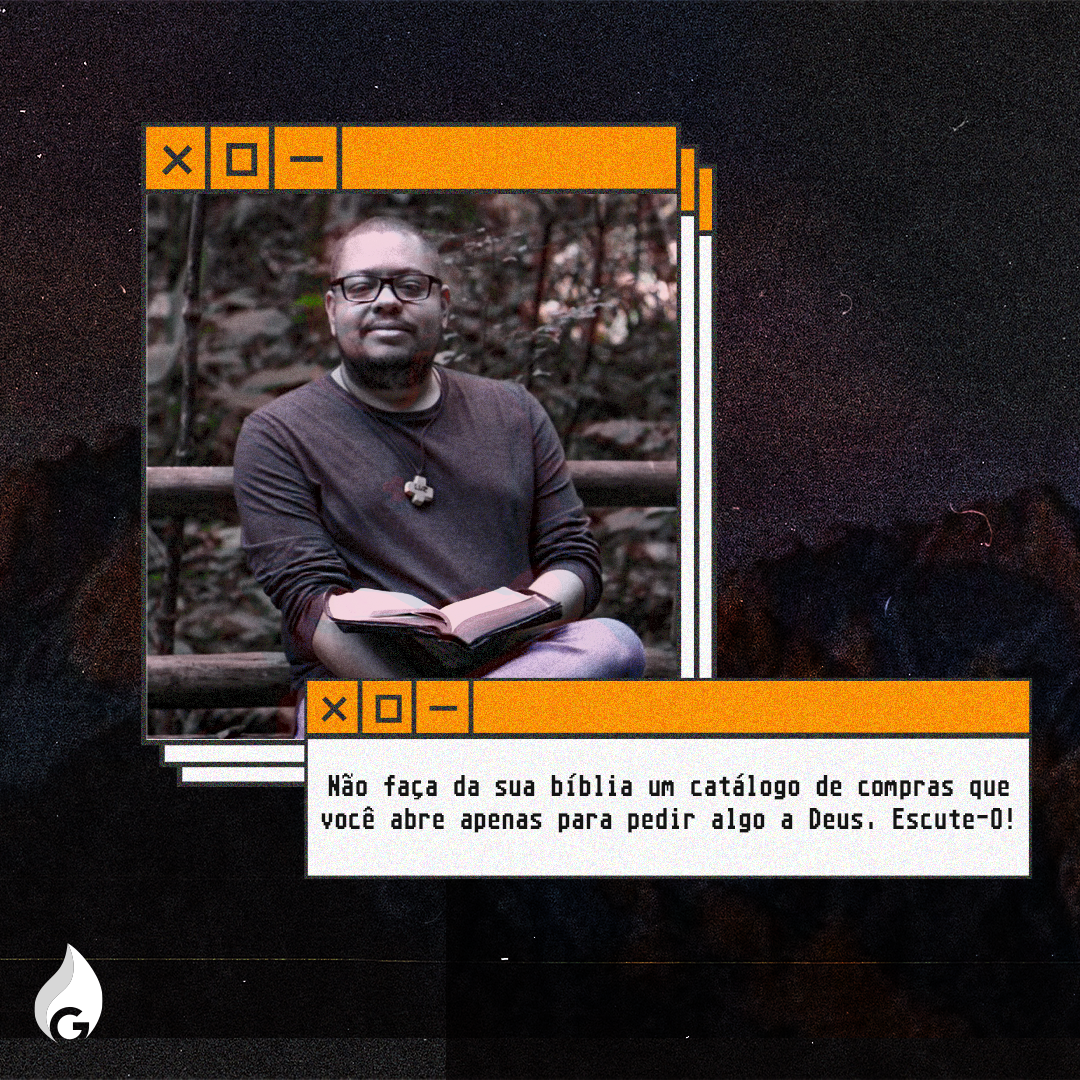 Não faça da sua bíblia um catálogo de compras que
você abre apenas para pedir algo a Deus. Escute-O!
G